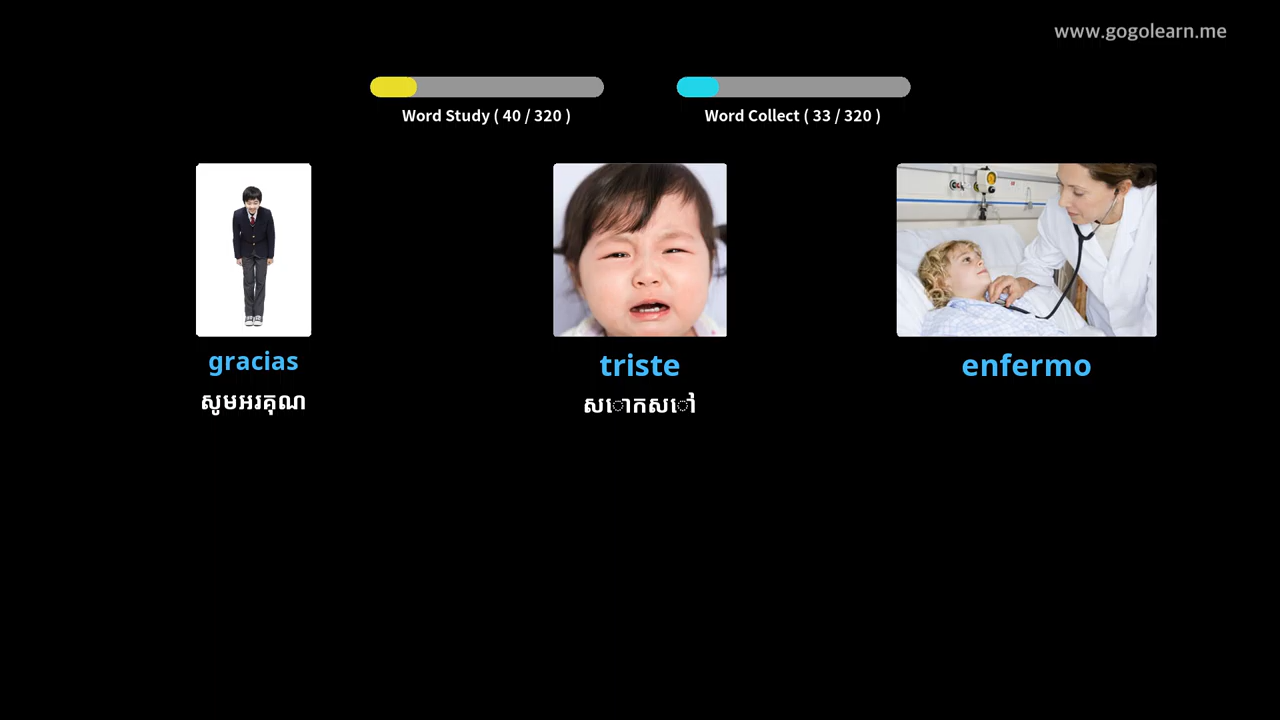 www.gogolearn.me
Word Study ( 40 / 320 )
Word Collect ( 33 / 320 )
gracias
triste
enfermo
សូមអរគុណ
សោកសៅ